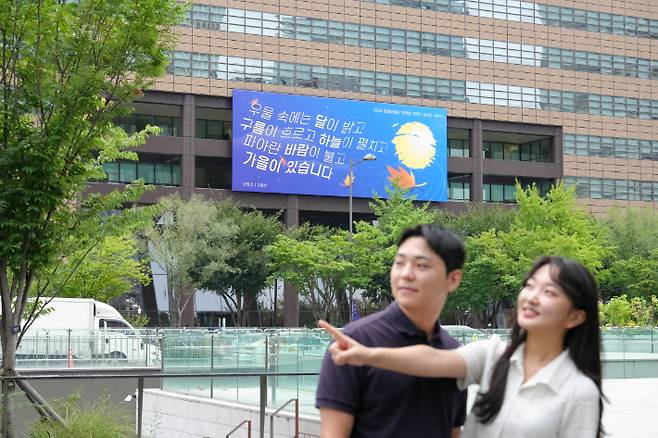 우물 속에는 달이 밝고
구름이 흐르고 하늘이 펼치고
파아란 바람이 불고
가을이 있습니다